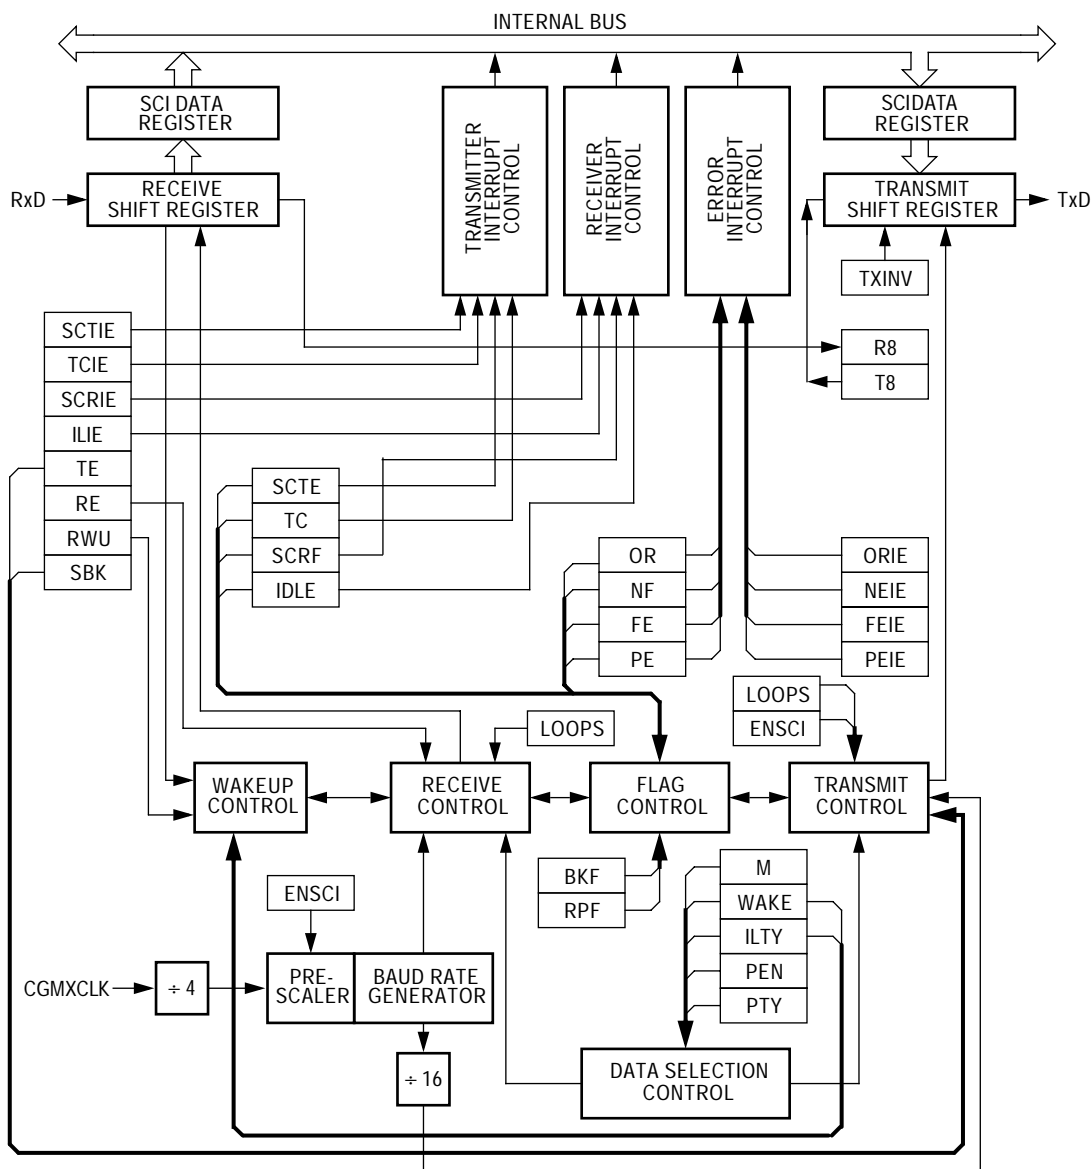 INTERNAL BUS
SCI DATA
REGISTER
SCIDATA
REGISTER
TRANSMITTER
INTERRUPT
CONTROL
RECEIVER
INTERRUPT
CONTROL
ERROR
INTERRUPT
CONTROL
RxD
RECEIVE
SHIFT REGISTER
TRANSMIT
SHIFT REGISTER
TxD
TXINV
SCTIE
TCIE
SCRIE
ILIE
TE
RE
RWU
SBK
R8
T8
SCTE
TC
SCRF
IDLE
OR
NF
FE
PE
ORIE
NEIE
FEIE
PEIE
LOOPS
LOOPS
ENSCI
WAKEUP
CONTROL
RECEIVE
CONTROL
FLAG
CONTROL
TRANSMIT
CONTROL
BKF
RPF
M
WAKE
ILTY
PEN
PTY
ENSCI
CGMXCLK
÷ 4
PRE-
SCALER
BAUD RATE
GENERATOR
÷ 16
DATA SELECTION
CONTROL